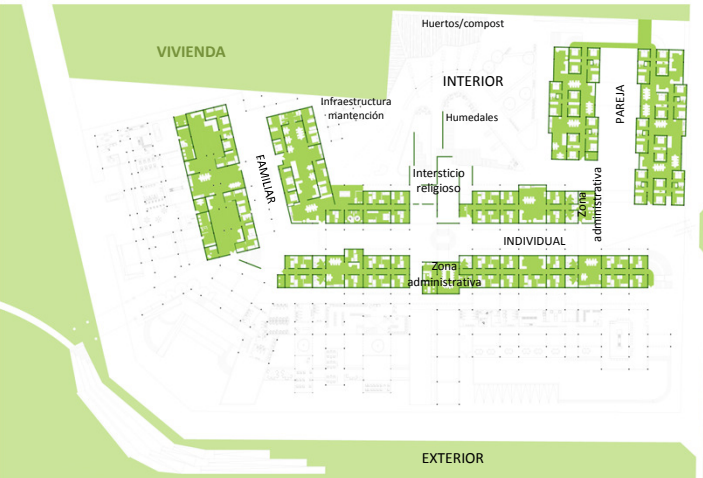 Huertos/compost
VIVIENDA
INTERIOR
PAREJA
Infraestructura
mantención
Humedales
FAMILIAR
Intersticio
religioso
Zona
administrativa
INDIVIDUAL
Zona
administrativa
EXTERIOR